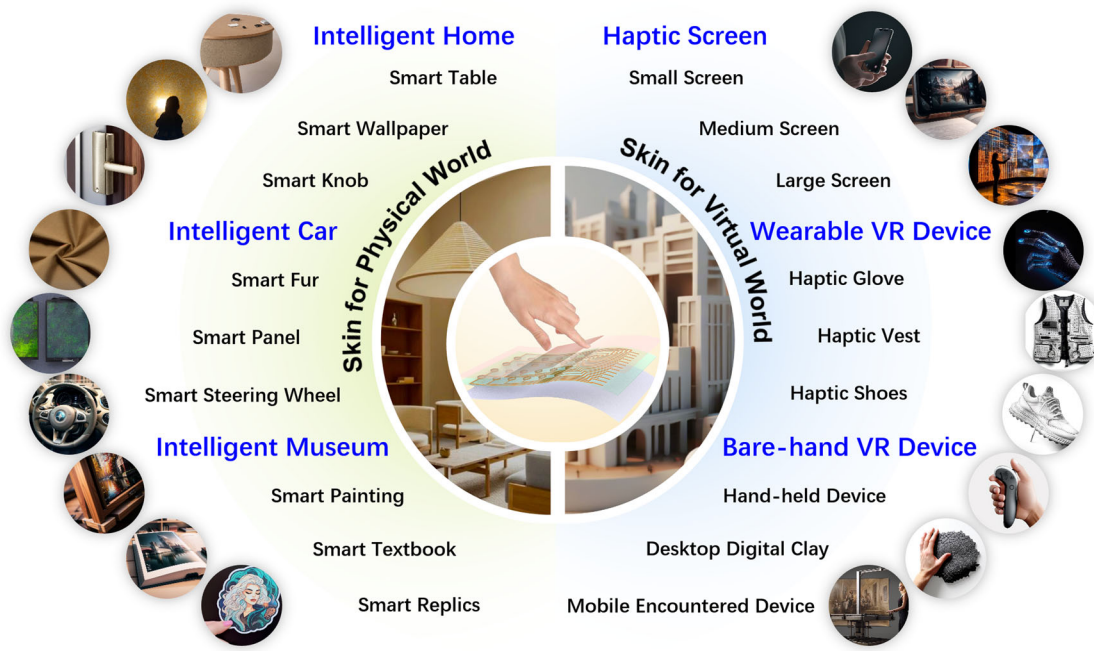 Intelligent Home
Smart Table
Smart Wallpaper
Smart Knob
Intelligent Car
Smart Fur
Smart Panel
Smart Steering Wheel
Intelligent Museum
Smart Painting
Smart Textbook
Smart Replics
Skin for Physical World
Skin for Virtual World
Haptic Screen
Small Screen
Medium Screen
Large Screen
Wearable VR Device
Haptic Glove
Haptic Vest
Haptic Shoes
Bare-hand VR Device
Hand-held Device
Desktop Digital Clay
Mobile Encountered Device